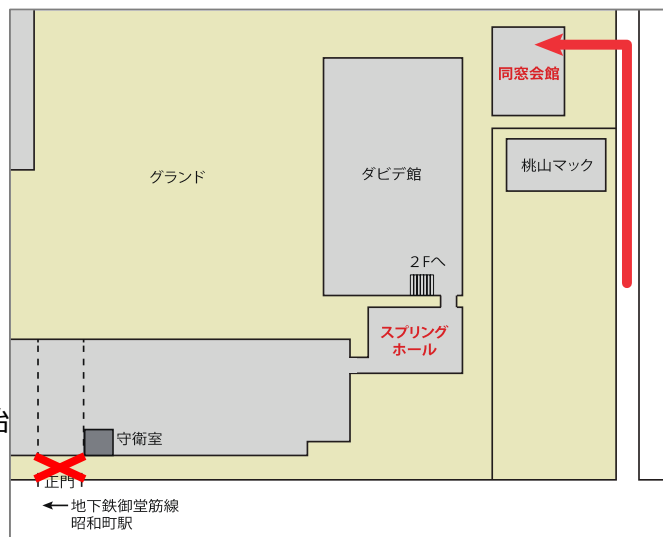 同窓会館
桃山マック
グランド
ダビデ館
2Fへ
スプリング
ホール
守衛室
正門
地下鉄御堂筋線
昭和町駅